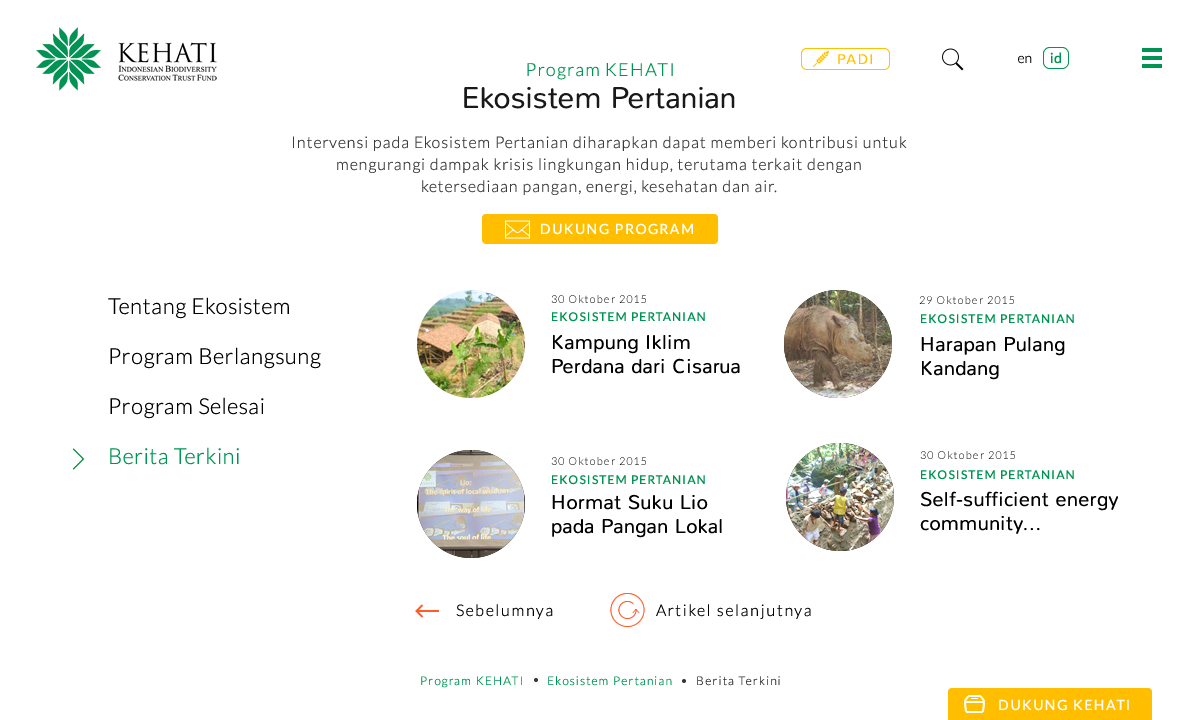 KEHATI
INDONESIAN BIODIVERSITY
CONSERVATION TRUST FUND
Program KEHATI
Ekosistem Pertanian
PADI
en id
Intervensi pada Ekosistem Pertanian diharapkan dapat memberi kontribusi untuk
mengurangi dampak krisis lingkungan hidup, terutama terkait dengan
ketersediaan pangan, energi, kesehatan dan air.
DUKUNG PROGRAM
Tentang Ekosistem
Program Berlangsung
Program Selesai
Berita Terkini
30 Oktober 2015
EKOSISTEM PERTANIAN
Kampung Iklim
Perdana dari Cisarua
29 Oktober 2015
EKOSISTEM PERTANIAN
Harapan Pulang
Kandang
Lio:
The soul of life
30 Oktober 2015
EKOSISTEM PERTANIAN
Hormat Suku Lio
pada Pangan Lokal
30 Oktober 2015
EKOSISTEM PERTANIAN
Self-sufficient energy
community...
Sebelumnya
Artikel selanjutnya
Program KEHATI • Ekosistem Pertanian • Berita Terkini
DUKUNG KEHATI